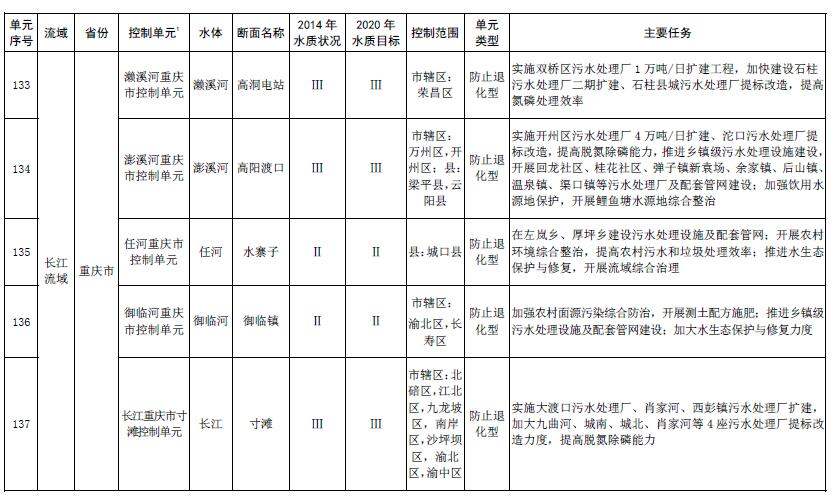 单元 流域 省份 控制单元¹ 水体 断面名称 2014 年 2020 年 控制范围 单元 主要任务
序号 水质状况 水质目标 类型
长江
流域
重庆市
133
濑溪河重庆
市控制单元
濑溪河
高洞电站
III
III
市辖区：
荣昌区
防止退
化型
实施双桥区污水处理厂 1 万吨/日扩建工程，加快建设石柱
污水处理厂二期扩建、石柱县城污水处理厂提标改造，提高
氮磷处理效率
134
澎溪河重庆
市控制单元
澎溪河
高阳渡口
III
III
市辖区：
万州区，开
州区；县：
梁平县，云
阳县
防止退
化型
实施开州区污水处理厂 4 万吨/日扩建、沱口污水处理厂提
标改造，提高脱氮除磷能力，推进乡镇级污水处理设施建设，
开展回龙社区、桂花社区、弹子镇新袁场、余家镇、后山镇、
温泉镇、渠口镇等污水处理厂及配套管网建设；加强饮用水
源地保护，开展鲤鱼塘水源地综合整治
135
任河重庆市
控制单元
任河
水寨子
II
II
县：城口县
防止退
化型
在左岚乡、厚坪乡建设污水处理设施及配套管网；开展农村
环境综合整治，提高农村污水和垃圾处理效率；推进水生态
保护与修复，开展流域综合治理
136
御临河重庆
市控制单元
御临河
御临镇
II
II
市辖区：
渝北区，长
寿区
防止退
化型
加强农村面源污染综合防治，开展测土配方施肥；推进乡镇级
污水处理设施及配套管网建设；加大水生态保护与修复力度
137
长江重庆市寸
滩控制单元
长江
寸滩
III
III
市辖区：北
碚区，江北
区，九龙坡
区，南岸
区，沙坪坝
区，渝北
区，渝中区
防止退
化型
实施大渡口污水处理厂、肖家河、西彭镇污水处理厂扩建，
加大九曲河、城南、城北、肖家河等 4 座污水处理厂提标改
造力度，提高脱氮除磷能力